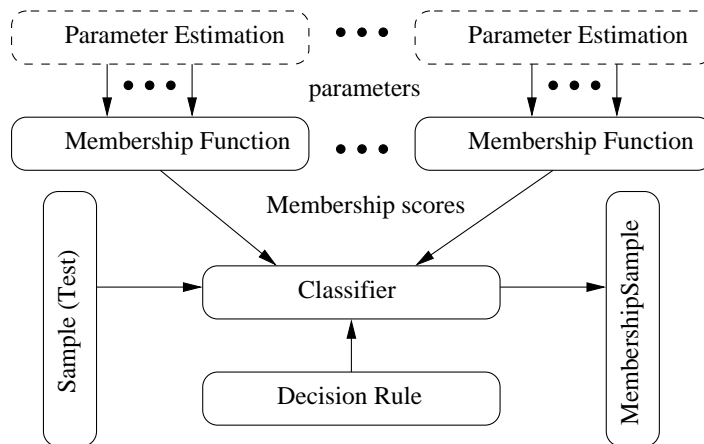 Parameter Estimation
Parameter Estimation
parameters
Membership Function
Membership Function
Membership scores
Sample (Test)
Classifier
MembershipSample
Decision Rule